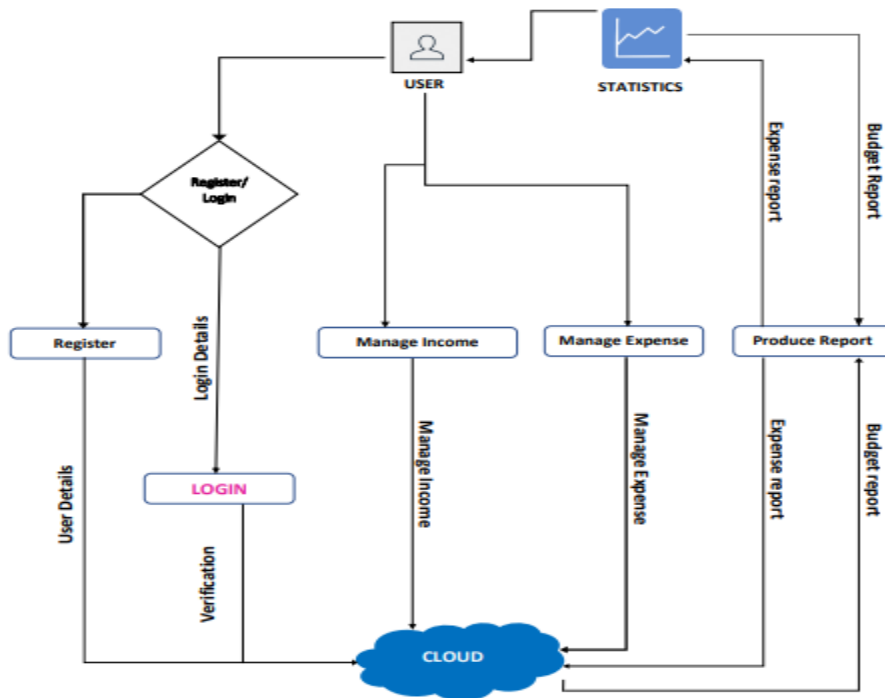 USER
STATISTICS
Register/
Login
Expense report
Budget Report
Register
Login Details
Manage Income
Manage Expense
Produce Report
User Details
LOGIN
Verification
Manage Income
Manage Expense
Expense report
Budget report
CLOUD